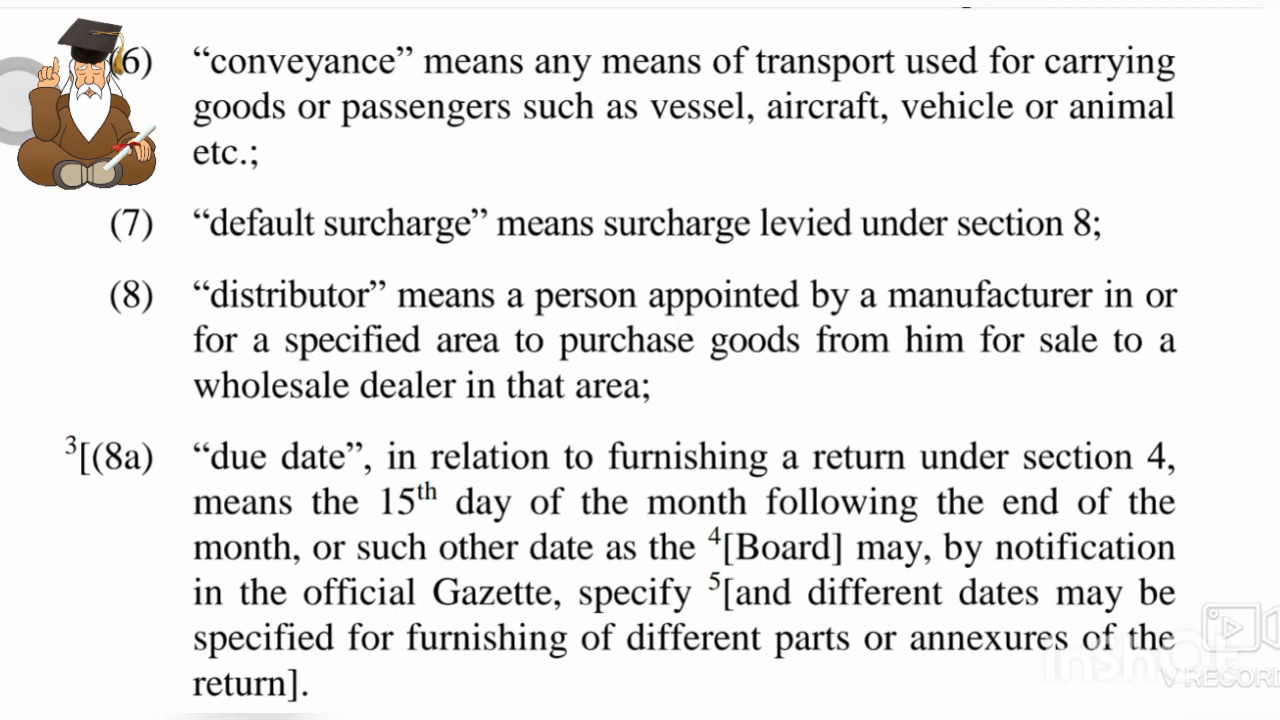 (6) “conveyance” means any means of transport used for carrying
goods or passengers such as vessel, aircraft, vehicle or animal
etc.;
(7) “default surcharge” means surcharge levied under section 8;
(8) “distributor” means a person appointed by a manufacturer in or
for a specified area to purchase goods from him for sale to a
wholesale dealer in that area;
3[(8a) “due date”, in relation to furnishing a return under section 4,
means the 15th day of the month following the end of the
month, or such other date as the 4[Board] may, by notification
in the official Gazette, specify 5[and different dates may be
specified for furnishing of different parts or annexures of the
return].
InShOt
V RECORD